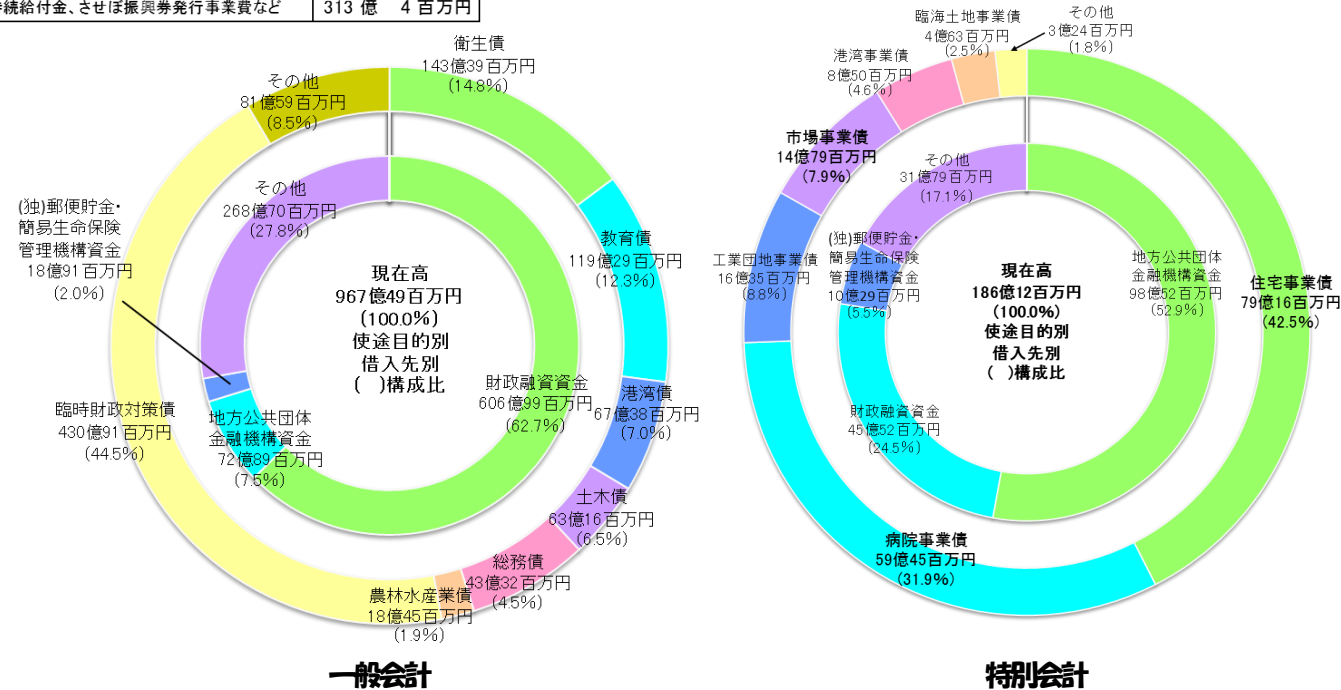 続給付金、させぼ振興券発行事業費など
313 億 4 百万円
衛生債
143億39百万円
(14.8%)
その他
81億59百万円
(8.5%)
その他
268億70百万円
(27.8%)
(独)郵便貯金・
簡易生命保険
管理機構資金
18億91百万円
(2.0%)
教育債
119億29百万円
(12.3%)
現在高
967億49百万円
(100.0%)
使途目的別
借入先別
( )構成比
財政融資資金
606億99百万円
(62.7%)
港湾債
67億38百万円
(7.0%)
臨時財政対策債
430億91百万円
(44.5%)
地方公共団体
金融機構資金
72億89百万円
(7.5%)
土木債
63億16百万円
(6.5%)
総務債
43億32百万円
(4.5%)
農林水産業債
18億45百万円
(1.9%)
一般会計
臨海土地事業債
4億63百万円
(2.5%)
その他
3億24百万円
(1.8%)
港湾事業債
8億50百万円
(4.6%)
市場事業債
14億79百万円
(7.9%)
その他
31億79百万円
(17.1%)
工業団地事業債
16億35百万円
(8.8%)
(独)郵便貯金・
簡易生命保険
管理機構資金
10億29百万円
(5.5%)
現在高
186億12百万円
(100.0%)
使途目的別
借入先別
( )構成比
地方公共団体
金融機構資金
98億52百万円
(52.9%)
住宅事業債
79億16百万円
(42.5%)
財政融資資金
45億52百万円
(24.5%)
病院事業債
59億45百万円
(31.9%)
特別会計